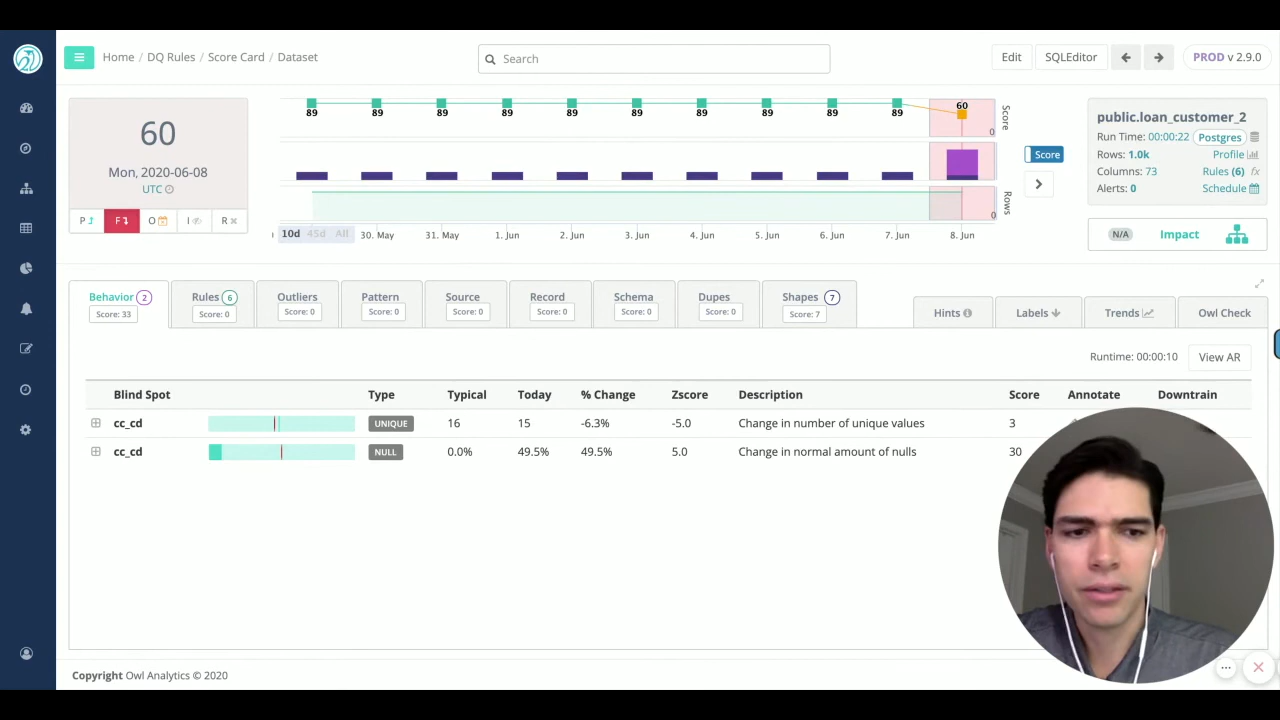 Home / DQ Rules / Score Card / Dataset
Search
Edit
SQLEditor
PROD v 2.9.0
60
Mon, 2020-06-08
UTC
P
F
O
I
R
89 89 89 89 89 89 89 89 89 89 60
Score
0
Rows
0
10d 45d All 30. May 31. May 1. Jun 2. Jun 3. Jun 4. Jun 5. Jun 6. Jun 7. Jun 8. Jun
Score
public.loan_customer_2
Run Time: 00:00:22 Postgres
Rows: 1.0k Profile
Columns: 73 Rules (6) fx
Alerts: 0 Schedule
N/A Impact
Behavior 2
Score: 33
Rules 6
Score: 0
Outliers
Score: 0
Pattern
Score: 0
Source
Score: 0
Record
Score: 0
Schema
Score: 0
Dupes
Score: 0
Shapes 7
Score: 7
Hints
Labels
Trends
Owl Check
Runtime: 00:00:10 View AR
Blind Spot Type Typical Today % Change Zscore Description Score Annotate Downtrain
cc_cd UNIQUE 16 15 -6.3% -5.0 Change in number of unique values 3
cc_cd NULL 0.0% 49.5% 49.5% 5.0 Change in normal amount of nulls 30
Copyright Owl Analytics © 2020